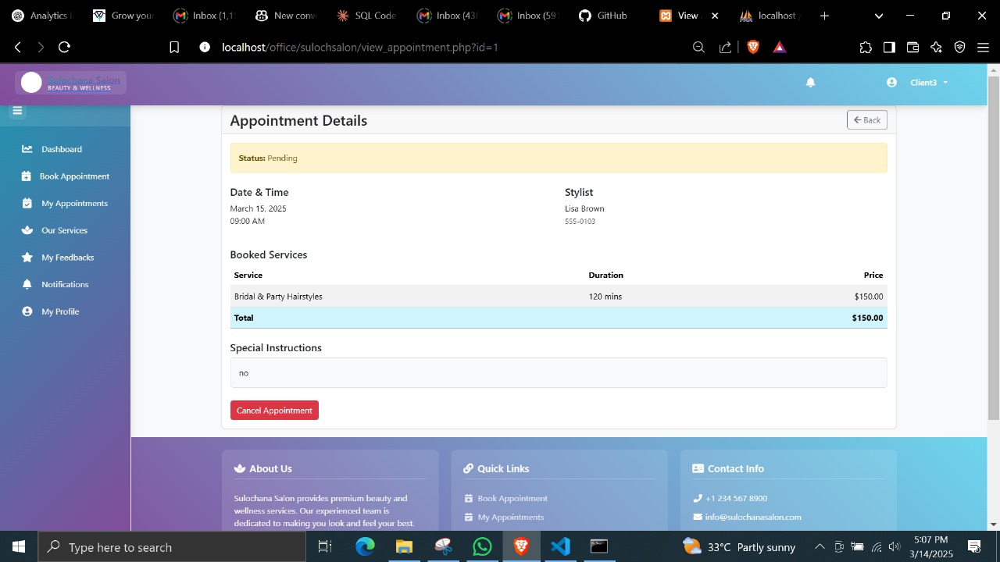 Analytics i
Grow your
Inbox (1,15
New conv
SQL Code
Inbox (438
Inbox (591
GitHub
View
localhost /
localhost/office/sulochsalon/view_appointment.php?id=1
Sulochana Salon
BEAUTY & WELLNESS
Client3
Dashboard
Book Appointment
My Appointments
Our Services
My Feedbacks
Notifications
My Profile
Appointment Details
Back
Status: Pending
Date & Time
March 15, 2025
09:00 AM
Stylist
Lisa Brown
555-0103
Booked Services
Service Duration Price
Bridal & Party Hairstyles 120 mins $150.00
Total $150.00
Special Instructions
no
Cancel Appointment
About Us
Sulochana Salon provides premium beauty and
wellness services. Our experienced team is
dedicated to making you look and feel your best.
Quick Links
Book Appointment
My Appointments
Contact Info
+1 234 567 8900
info@sulochanasalon.com
Type here to search
33°C Partly sunny
5:07 PM
3/14/2025